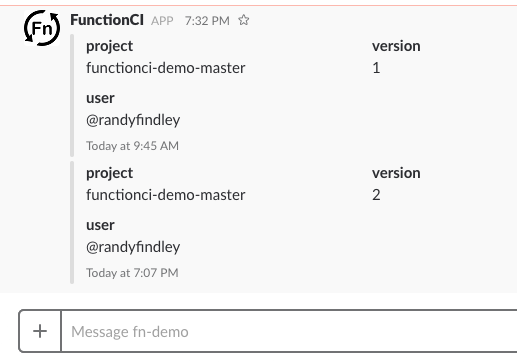 Fn FunctionCI APP 7:32 PM
project version
functionci-demo-master 1
user
@randyfindley
Today at 9:45 AM
project version
functionci-demo-master 2
user
@randyfindley
Today at 7:07 PM
+ Message fn-demo